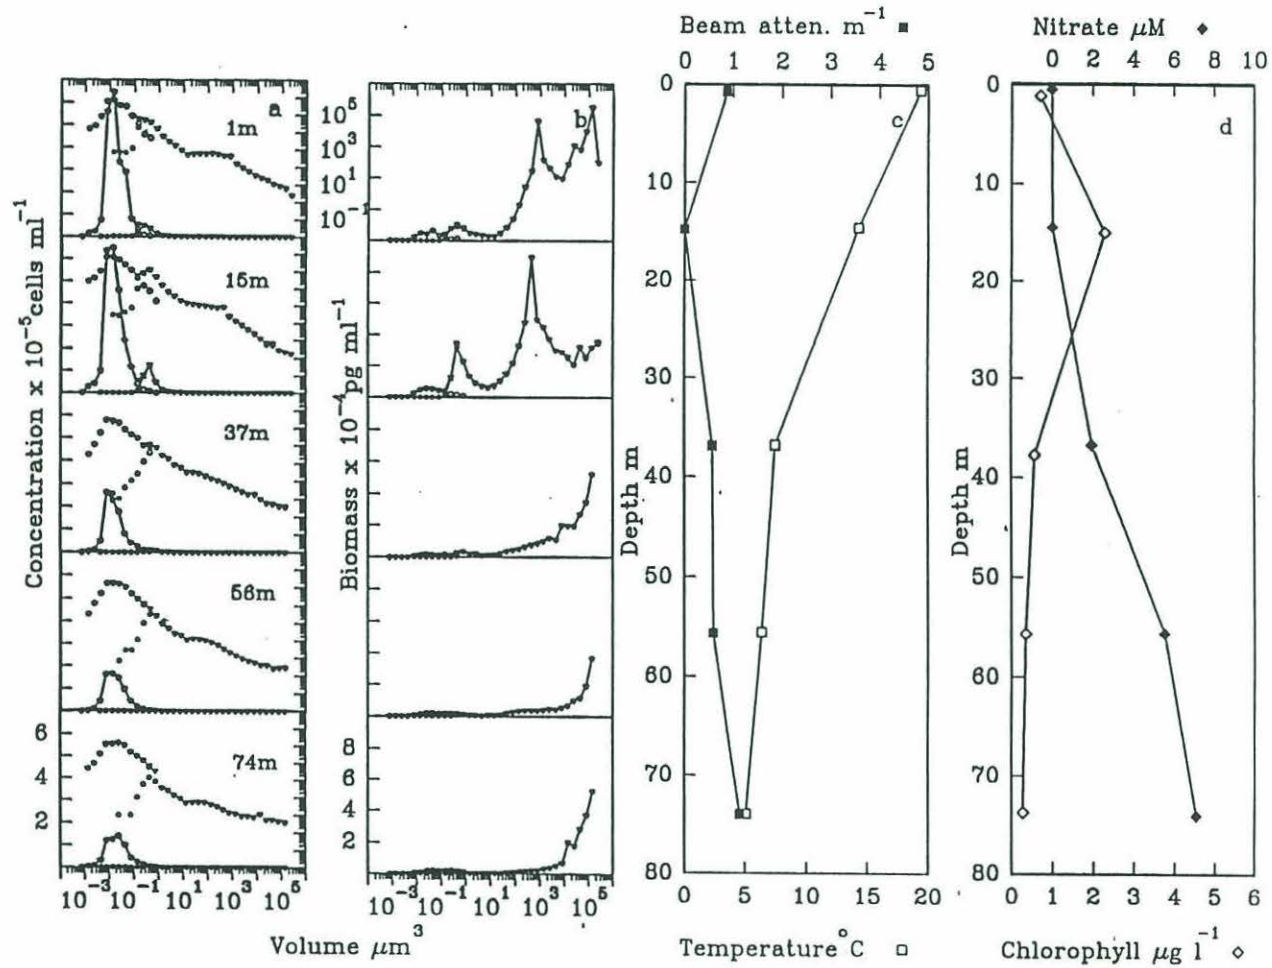 Beam atten. m⁻¹ ■
0 1 2 3 4 5
Nitrate μM ◆
0 2 4 6 8 10
a
1m
15m
37m
56m
74m
Concentration x 10⁻⁵cells ml⁻¹
6
4
2
10⁻³ 10⁻¹ 10¹ 10³ 10⁵
b
10⁵
10³
10¹
10⁻¹
Biomass x 10⁻⁴pg ml⁻¹
8
6
4
2
10⁻³ 10⁻¹ 10¹ 10³ 10⁵
Volume μm³
c
0
10
20
30
40
50
60
70
80
Depth m
0 5 10 15 20
Temperature °C □
d
0
10
20
30
40
50
60
70
80
Depth m
0 1 2 3 4 5 6
Chlorophyll μg l⁻¹ ◇